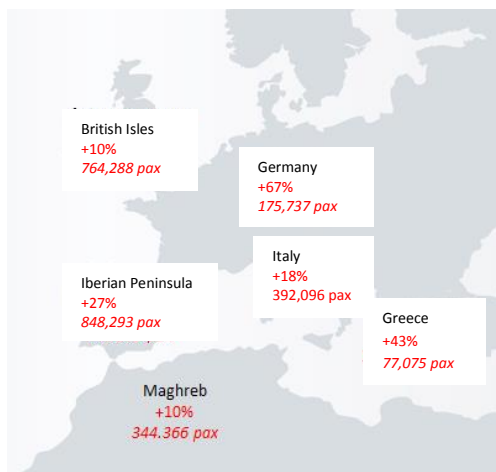 British Isles
+10%
764,288 pax
Germany
+67%
175,737 pax
Italy
+18%
392,096 pax
Iberian Peninsula
+27%
848,293 pax
Greece
+43%
77,075 pax
Maghreb
+10%
344.366 pax